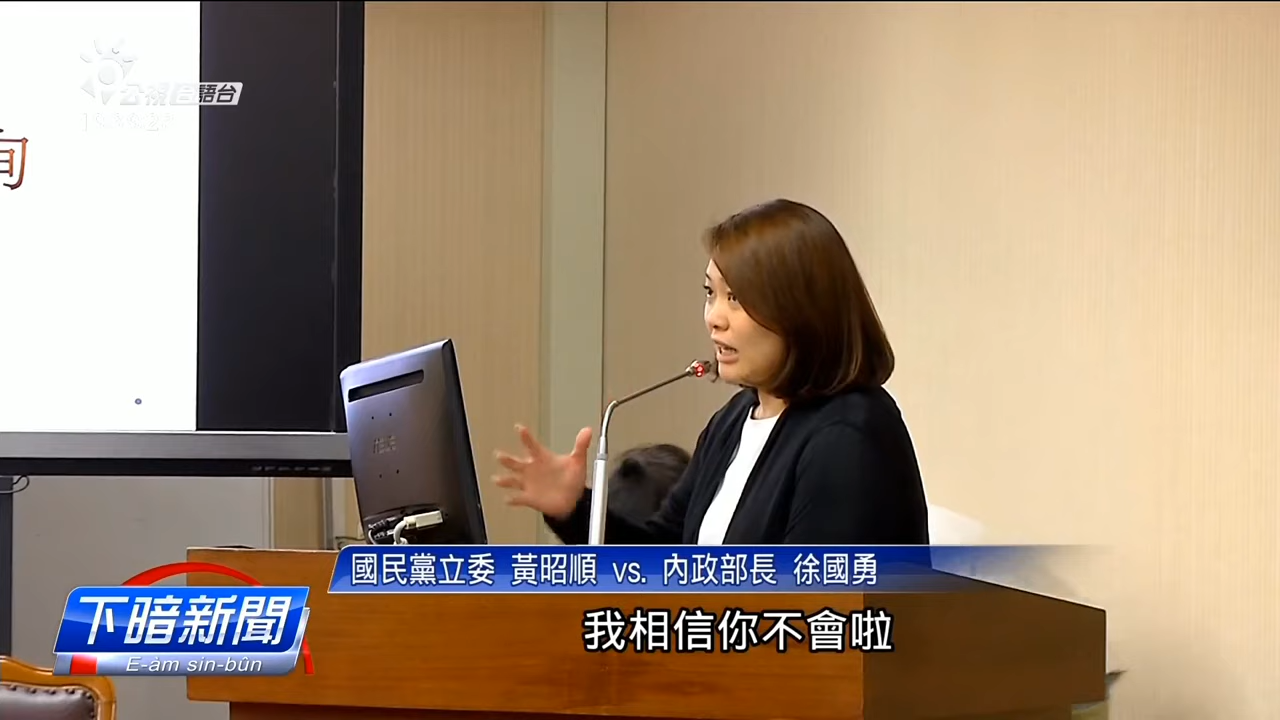 公視台語台
詢
國民黨立委 黃昭順 vs. 內政部長 徐國勇
下暗新聞
E-àm sin-bûn
我相信你不會啦